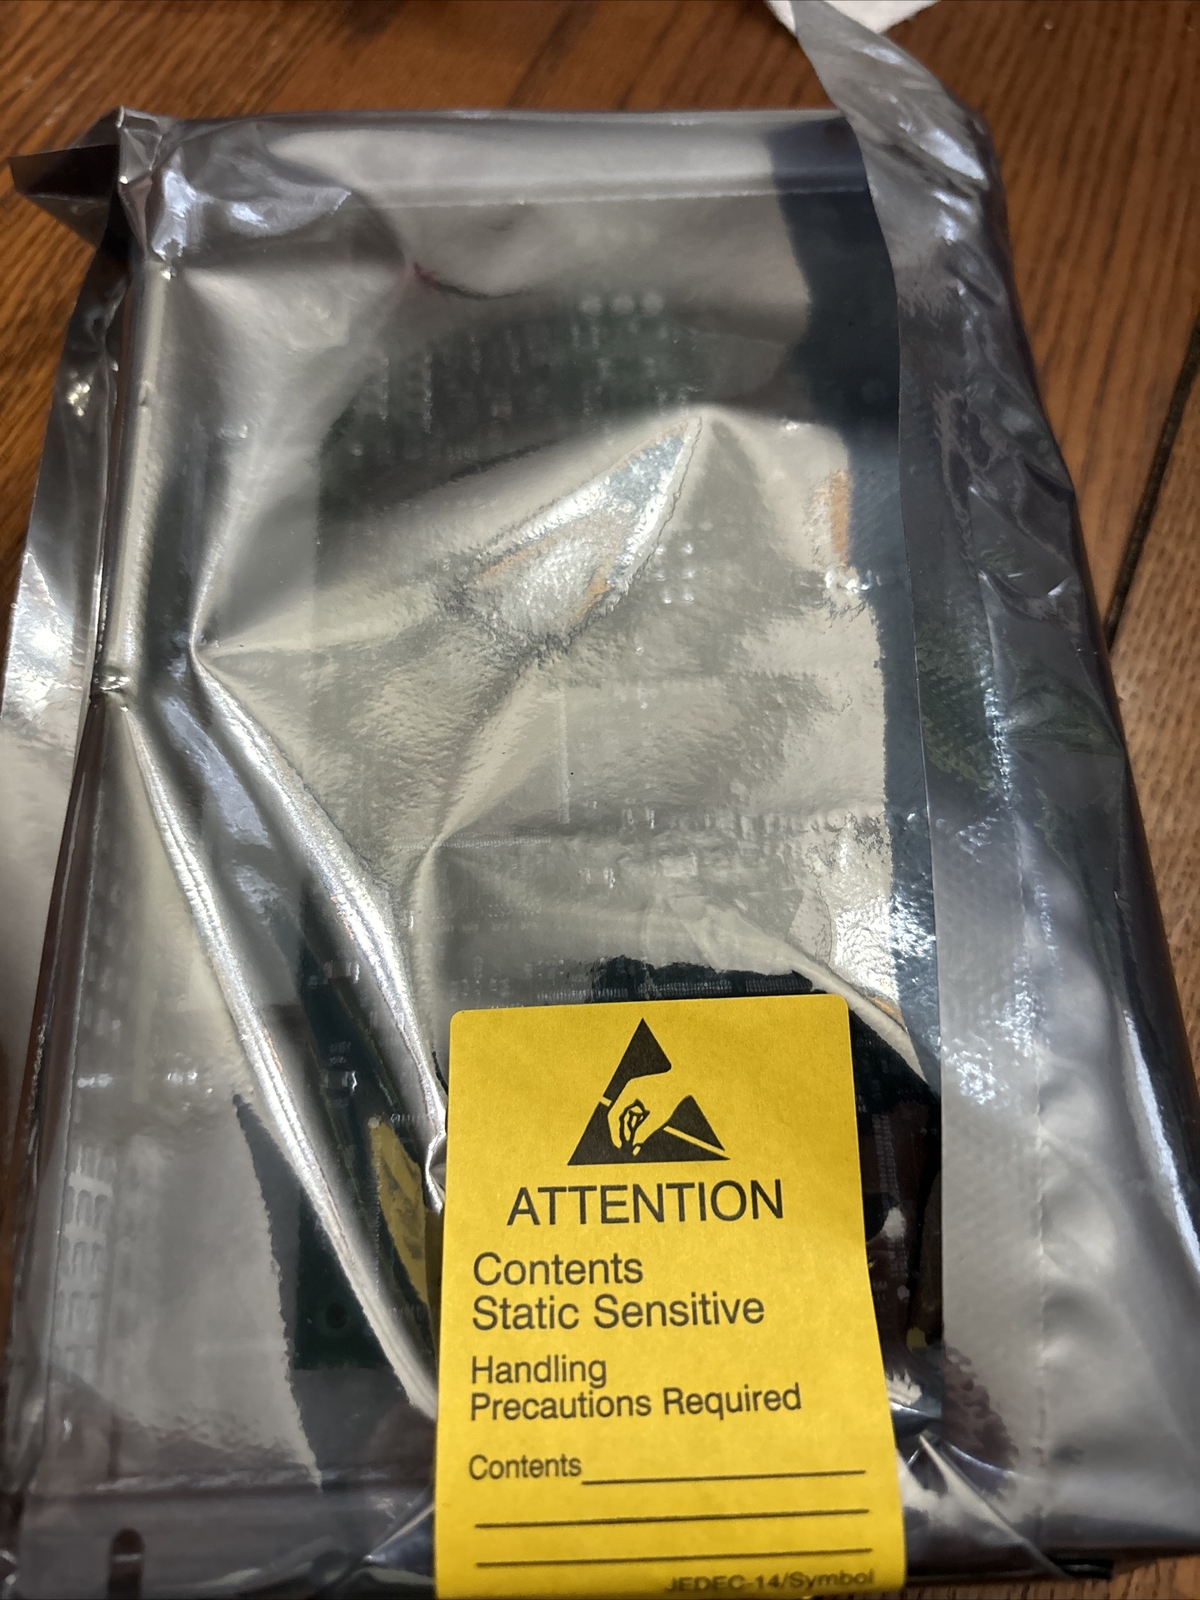 ATTENTION
Contents
Static Sensitive
Handling
Precautions Required
Contents
JEDEC-14/Symbol